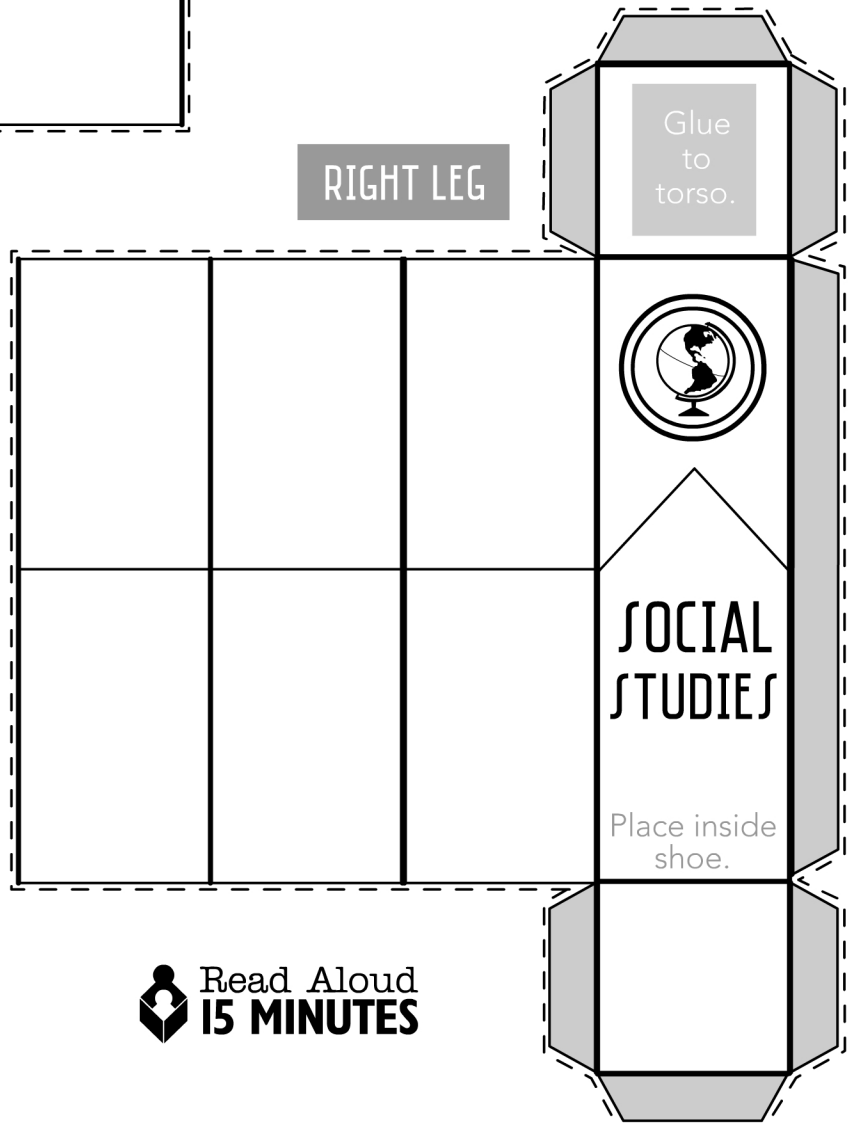 Glue
to
torso.
RIGHT LEG
SOCIAL
STUDIES
Place inside
shoe.
Read Aloud
15 MINUTES